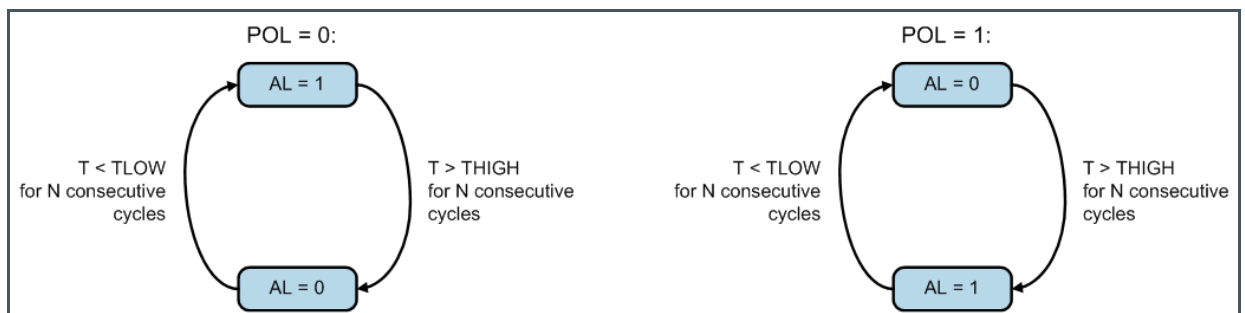 POL = 0:
AL = 1
T < TLOW
for N consecutive
cycles
T > THIGH
for N consecutive
cycles
AL = 0
POL = 1:
AL = 0
T < TLOW
for N consecutive
cycles
T > THIGH
for N consecutive
cycles
AL = 1